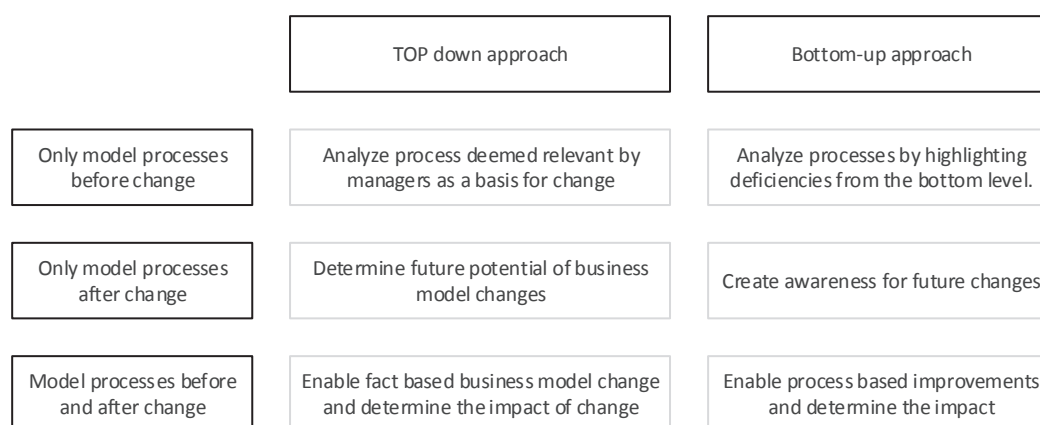 TOP down approach
Bottom-up approach
Only model processes
before change
Analyze process deemed relevant by
managers as a basis for change
Analyze processes by highlighting
deficiencies from the bottom level.
Only model processes
after change
Determine future potential of business
model changes
Create awareness for future changes
Model processes before
and after change
Enable fact based business model change
and determine the impact of change
Enable process based improvements
and determine the impact